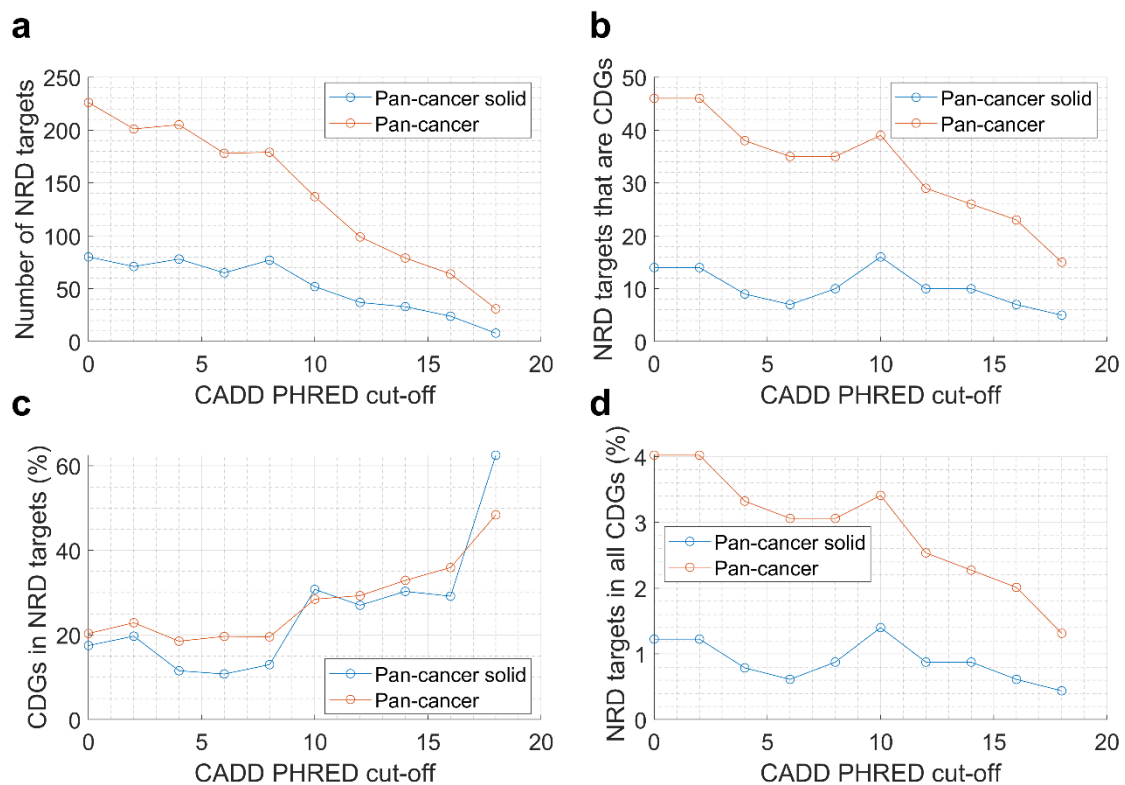 a
250
200
150
100
50
0
Number of NRD targets
Pan-cancer solid
Pan-cancer
0 5 10 15 20
CADD PHRED cut-off
b
50
40
30
20
10
0
NRD targets that are CDGs
Pan-cancer solid
Pan-cancer
0 5 10 15 20
CADD PHRED cut-off
c
60
40
20
0
CDGs in NRD targets (%)
Pan-cancer solid
Pan-cancer
0 5 10 15 20
CADD PHRED cut-off
d
4
3
2
1
0
NRD targets in all CDGs (%)
Pan-cancer solid
Pan-cancer
0 5 10 15 20
CADD PHRED cut-off